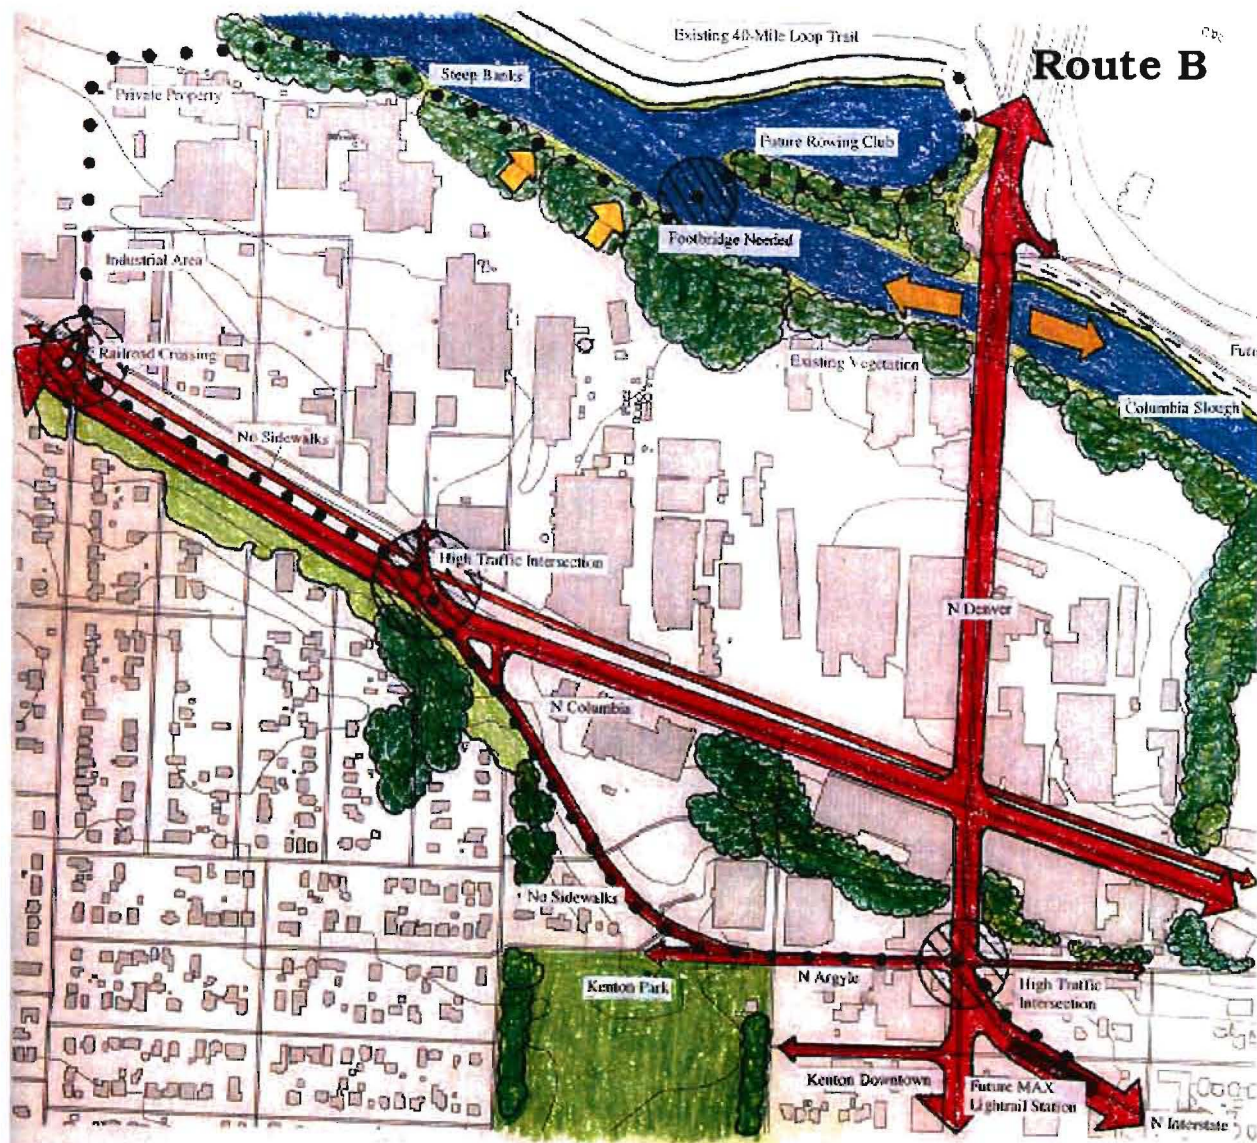 Existing 40-Mile Loop Trail
Route B
Steep Banks
Private Property
Future Rowing Club
Footbridge Needed
Industrial Area
Railroad Crossing
Existing Vegetation
Columbia Slough
No Sidewalks
High Traffic Intersection
N Denver
N Columbia
No Sidewalks
Kenton Park
N Argyle
High Traffic
Intersection
Kenton Downtown
Future MAX
Lightrail Station
N Interstate